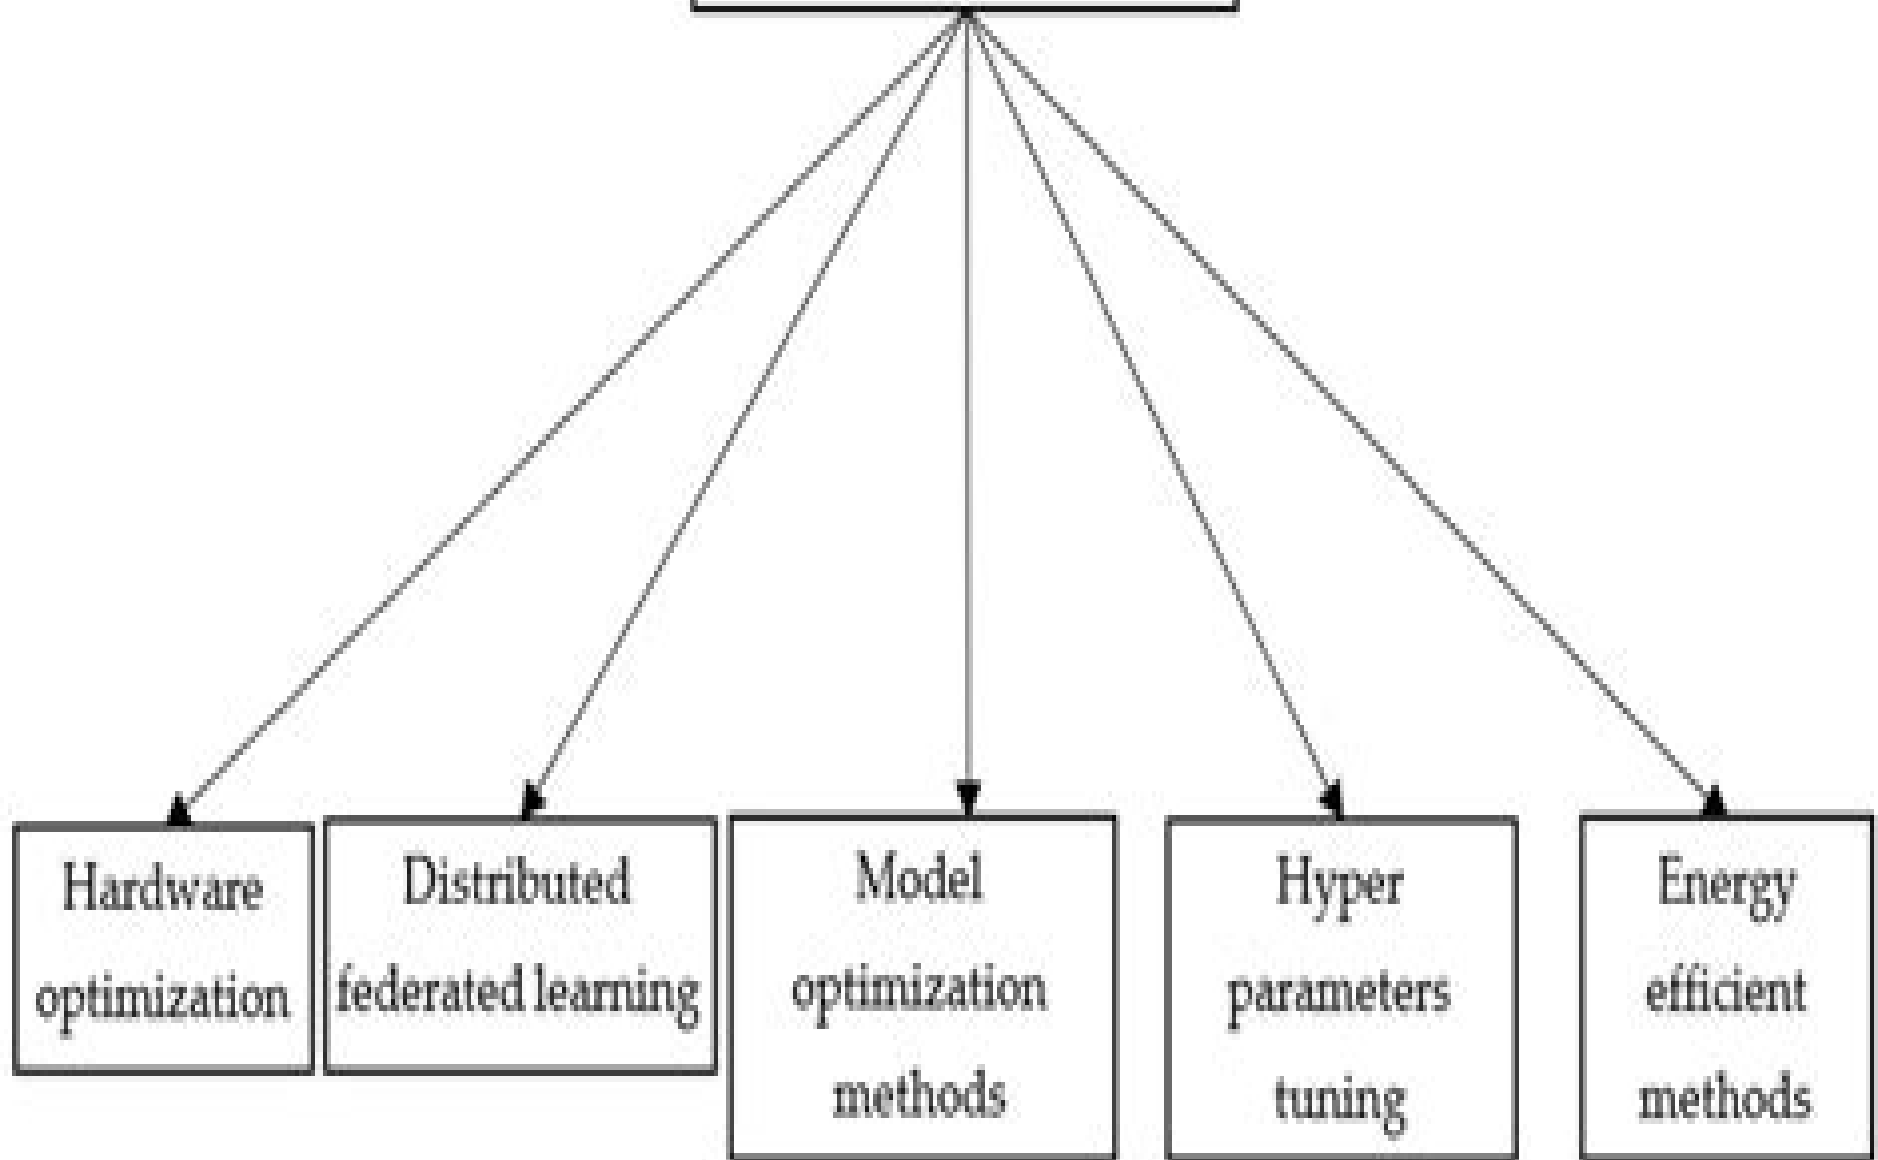 Hardware
optimization
Distributed
federated learning
Model
optimization
methods
Hyper
parameters
tuning
Energy
efficient
methods